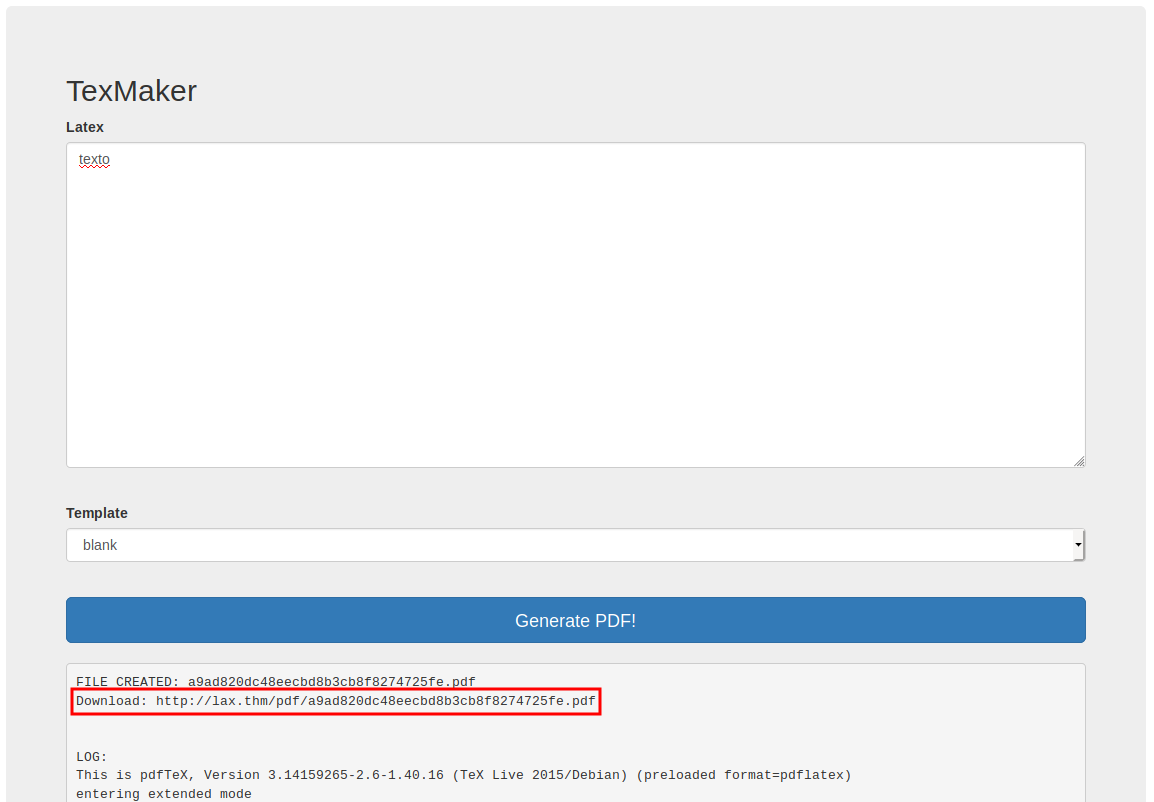 TexMaker
Latex
texto
Template
blank
Generate PDF!
FILE CREATED: a9ad820dc48eecbd8b3cb8f8274725fe.pdf
Download: http://lax.thm/pdf/a9ad820dc48eecbd8b3cb8f8274725fe.pdf
LOG:
This is pdfTeX, Version 3.14159265-2.6-1.40.16 (TeX Live 2015/Debian) (preloaded format=pdflatex)
entering extended mode